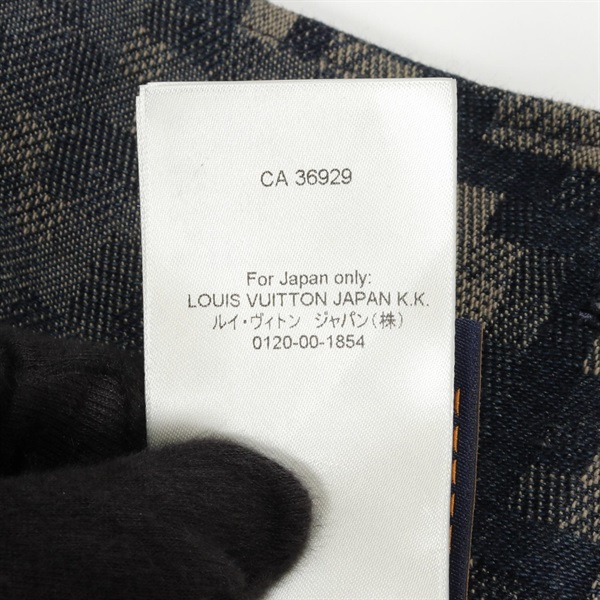 CA 36929
For Japan only:
LOUIS VUITTON JAPAN K.K.
ルイ・ヴィトン ジャパン(株)
0120-00-1854